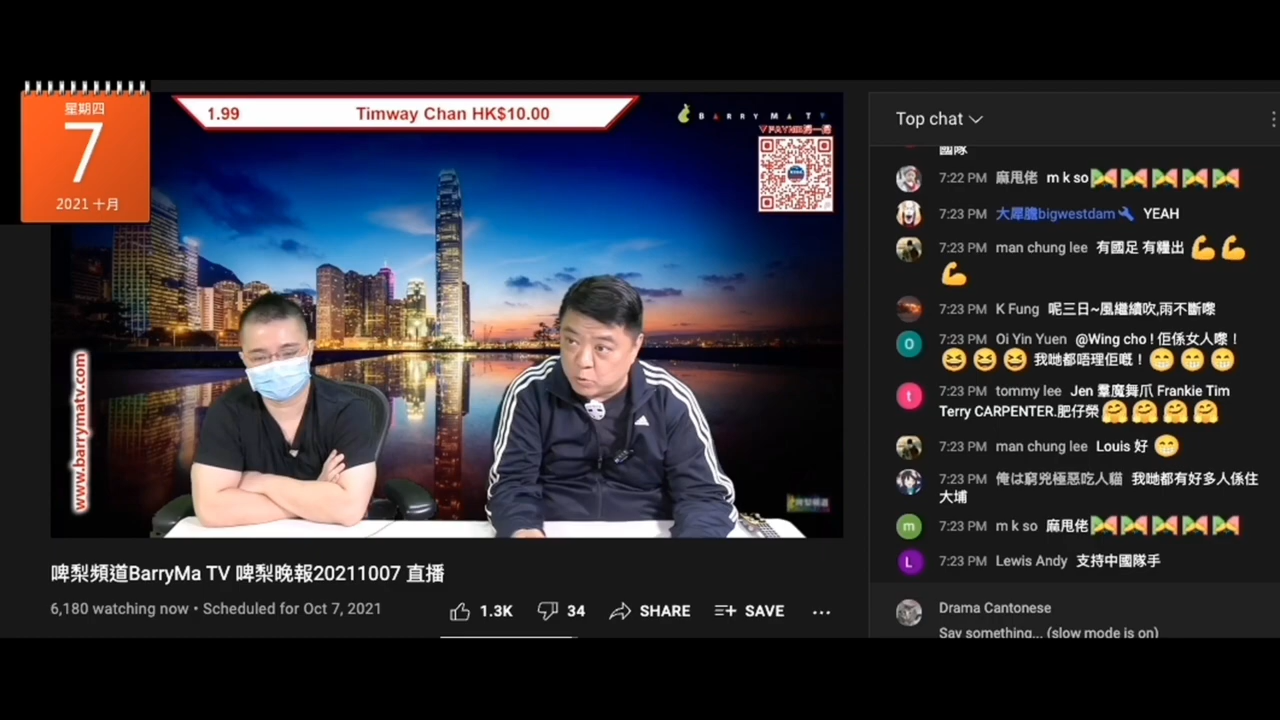 星期四
7
2021 十月
1.99 Timway Chan HK$10.00
BARRYMATV
www.barrymatv.com
啤梨頻道
啤梨頻道BarryMa TV 啤梨晚報20211007 直播
6,180 watching now • Scheduled for Oct 7, 2021
1.3K 34 SHARE SAVE
Top chat
國隊
7:22 PM 麻甩佬 m k so
7:23 PM 大犀膽bigwestdam YEAH
7:23 PM man chung lee 有國足 有糧出
7:23 PM K Fung 呢三日~風繼續吹,雨不斷嚟
7:23 PM Oi Yin Yuen @Wing cho ! 佢係女人嚟！
我哋都唔理佢嘅！
7:23 PM tommy lee Jen 羣魔舞爪 Frankie Tim
Terry CARPENTER.肥仔榮
7:23 PM man chung lee Louis 好
7:23 PM 俺は窮兇極惡吃人貓 我哋都有好多人係住
大埔
7:23 PM m k so 麻甩佬
7:23 PM Lewis Andy 支持中國隊手
Drama Cantonese
Say something... (slow mode is on)